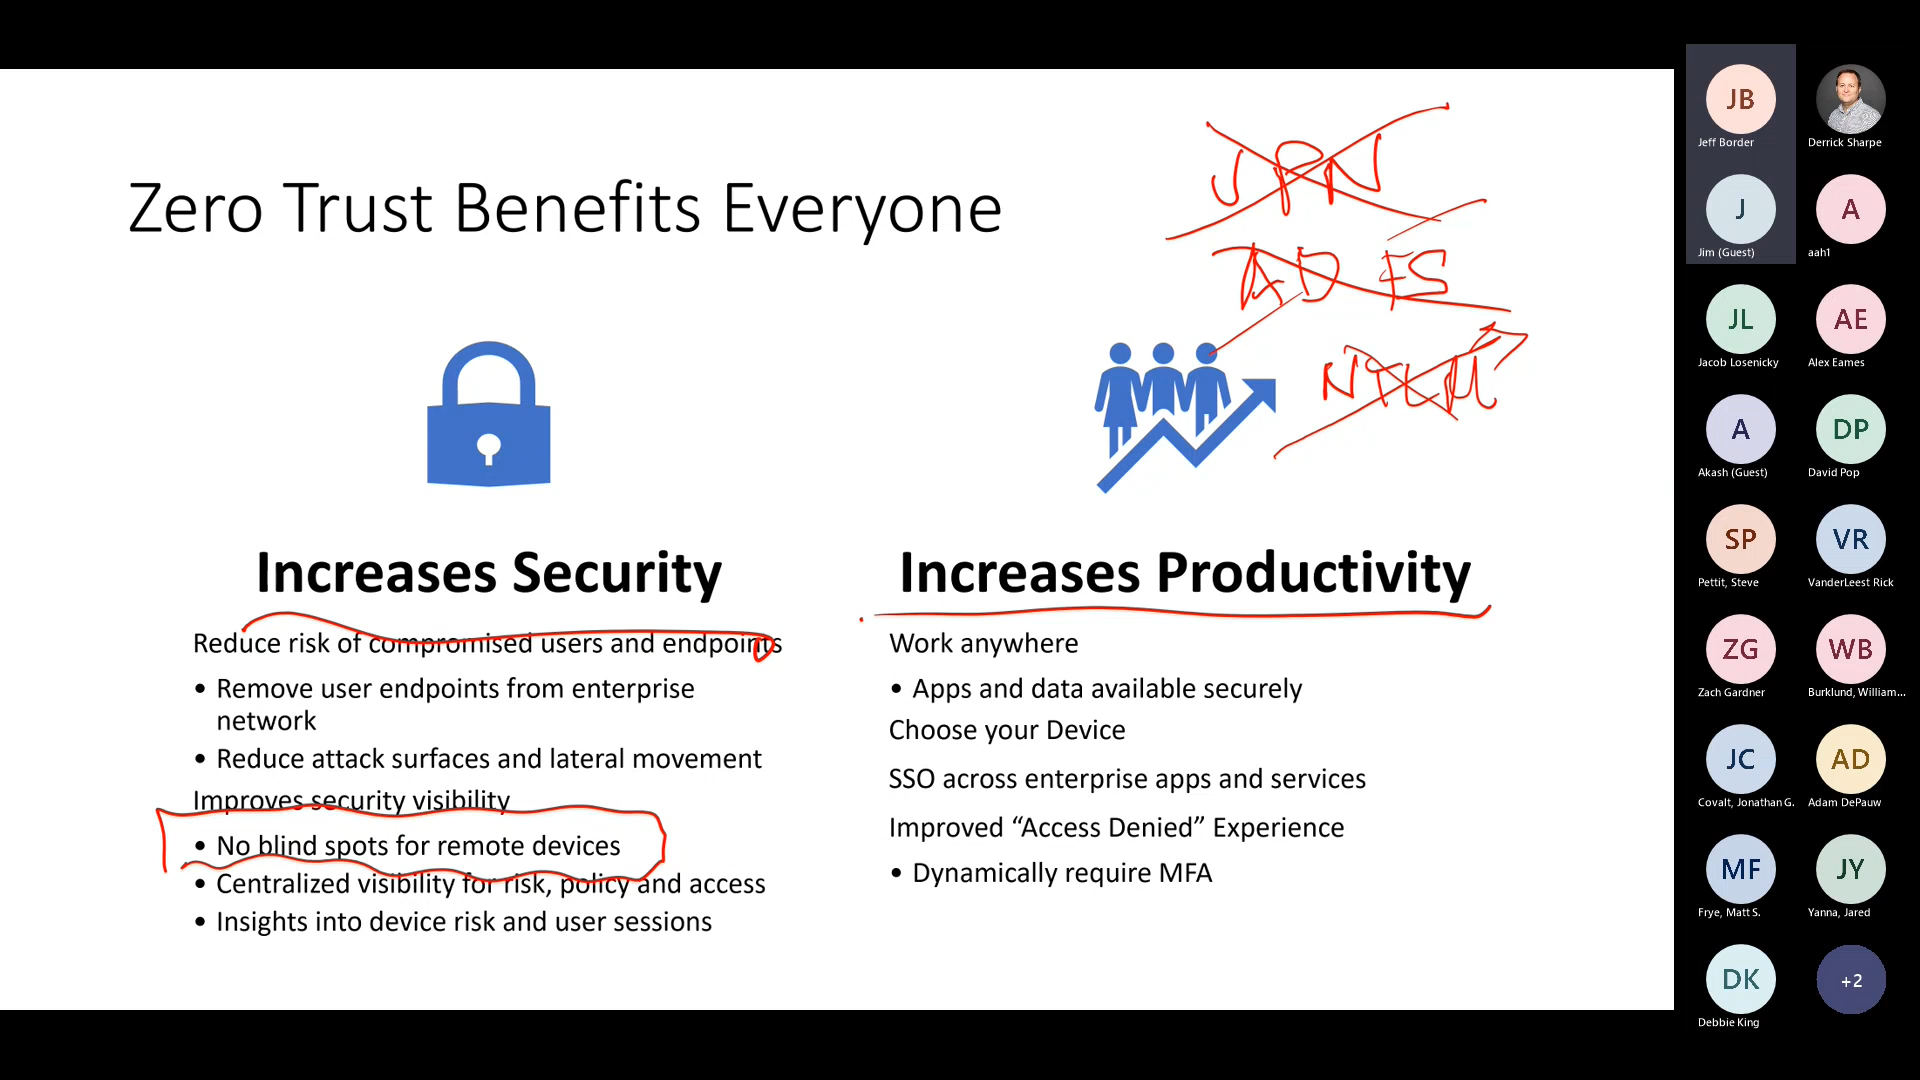 Zero Trust Benefits Everyone
VPN
AD FS
NTLM
Increases Security
Reduce risk of compromised users and endpoints
• Remove user endpoints from enterprise
network
• Reduce attack surfaces and lateral movement
Improves security visibility
• No blind spots for remote devices
• Centralized visibility for risk, policy and access
• Insights into device risk and user sessions
Increases Productivity
Work anywhere
• Apps and data available securely
Choose your Device
SSO across enterprise apps and services
Improved “Access Denied” Experience
• Dynamically require MFA
JB
Jeff Border
Derrick Sharpe
J
Jim (Guest)
A
aah1
JL
Jacob Losenicky
AE
Alex Eames
A
Akash (Guest)
DP
David Pop
SP
Pettit, Steve
VR
VanderLeest Rick
ZG
Zach Gardner
WB
Burklund, William...
JC
Covalt, Jonathan G.
AD
Adam DePauw
MF
Frye, Matt S.
JY
Yanna, Jared
DK
Debbie King
+2